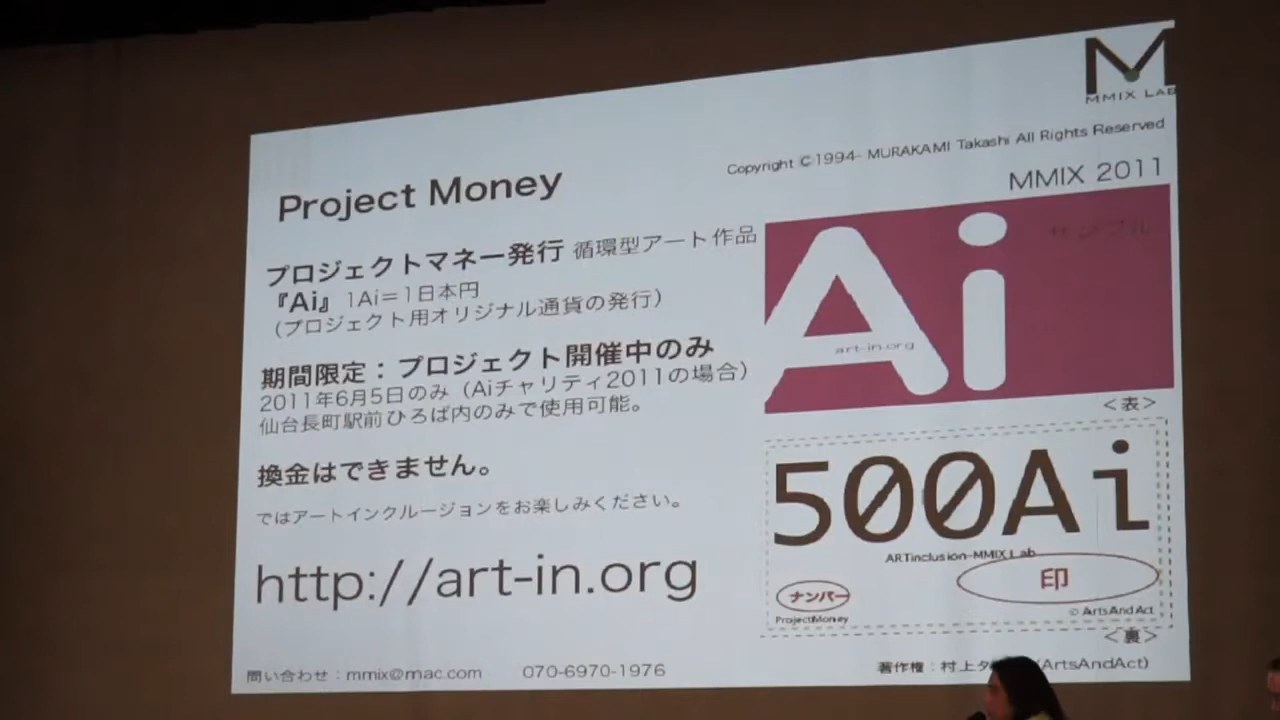 MMIX LAB
Copyright ©1994- MURAKAMI Takashi All Rights Reserved
MMIX 2011
Project Money
プロジェクトマネー発行 循環型アート作品
『Ai』 1Ai＝1日本円
（プロジェクト用オリジナル通貨の発行）
期間限定：プロジェクト開催中のみ
2011年6月5日のみ（Aiチャリティ2011の場合）
仙台長町駅前ひろば内のみで使用可能。
換金はできません。
ではアートインクルージョンをお楽しみください。
http://art-in.org
問い合わせ：mmix@mac.com 070-6970-1976
サンプル
Ai
art-in.org
＜表＞
500Ai
ARTinclusion-MMIX Lab
印
ナンバー
ProjectMoney
© ArtsAndAct
＜裏＞
著作権：村上タ (ArtsAndAct)